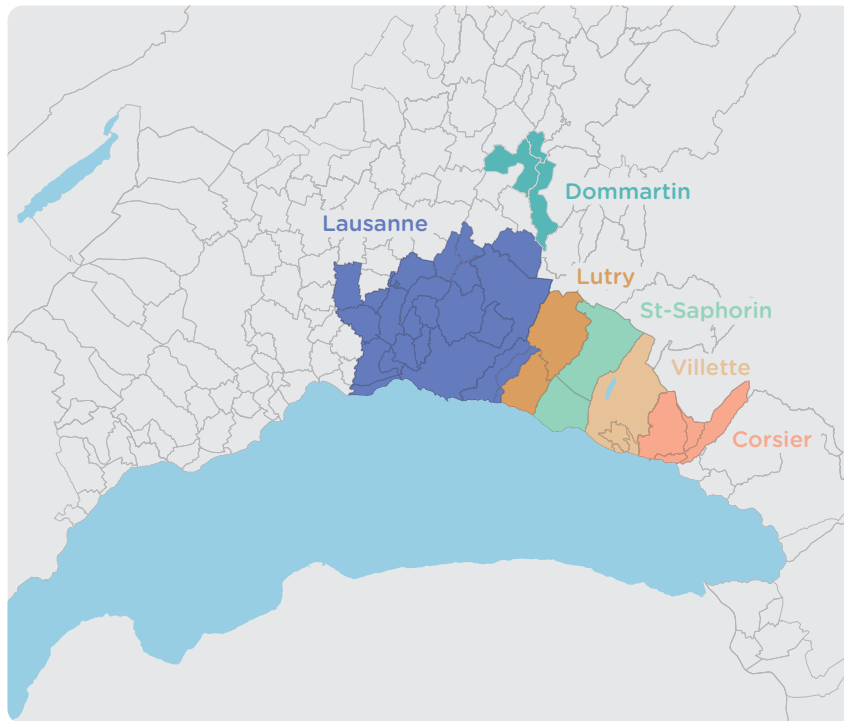 Dommartin
Lausanne
Lutry
St-Saphorin
Villette
Corsier